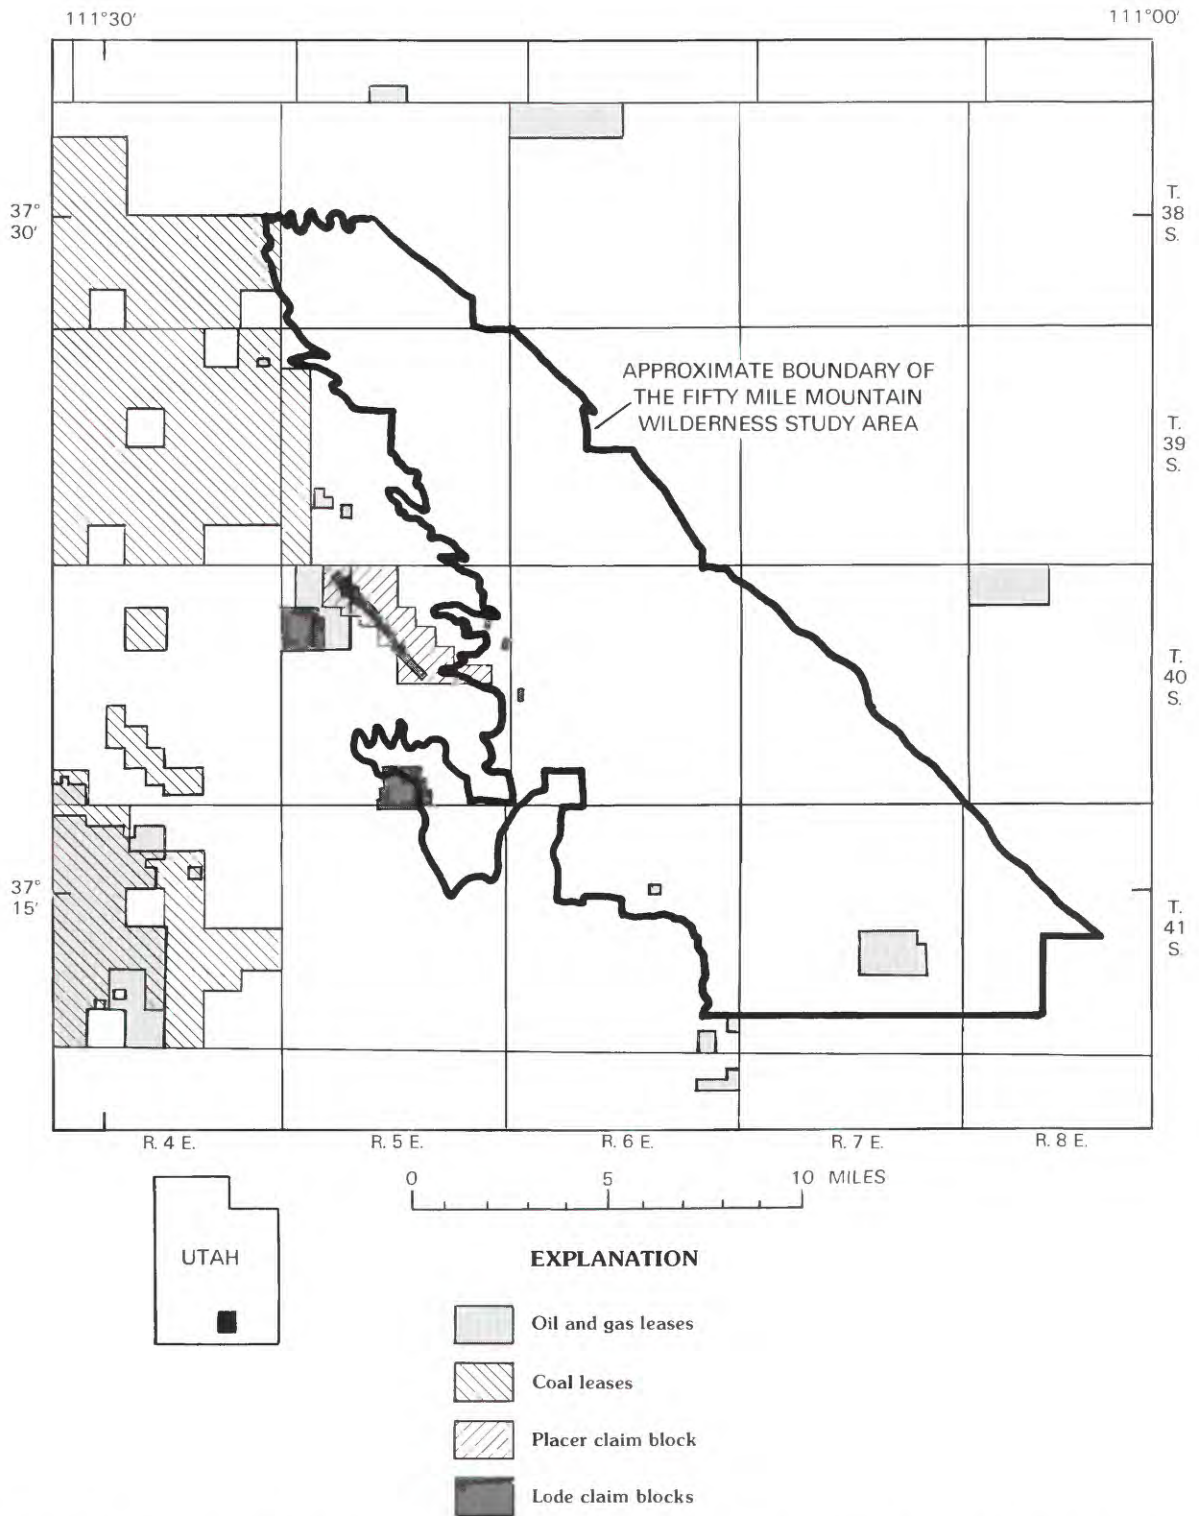 111°30′
111°00′
37°
30′
T.
38
S.
APPROXIMATE BOUNDARY OF
THE FIFTY MILE MOUNTAIN
WILDERNESS STUDY AREA
T.
39
S.
T.
40
S.
37°
15′
T.
41
S.
R. 4 E.
R. 5 E.
R. 6 E.
R. 7 E.
R. 8 E.
0
5
10 MILES
UTAH
EXPLANATION
Oil and gas leases
Coal leases
Placer claim block
Lode claim blocks